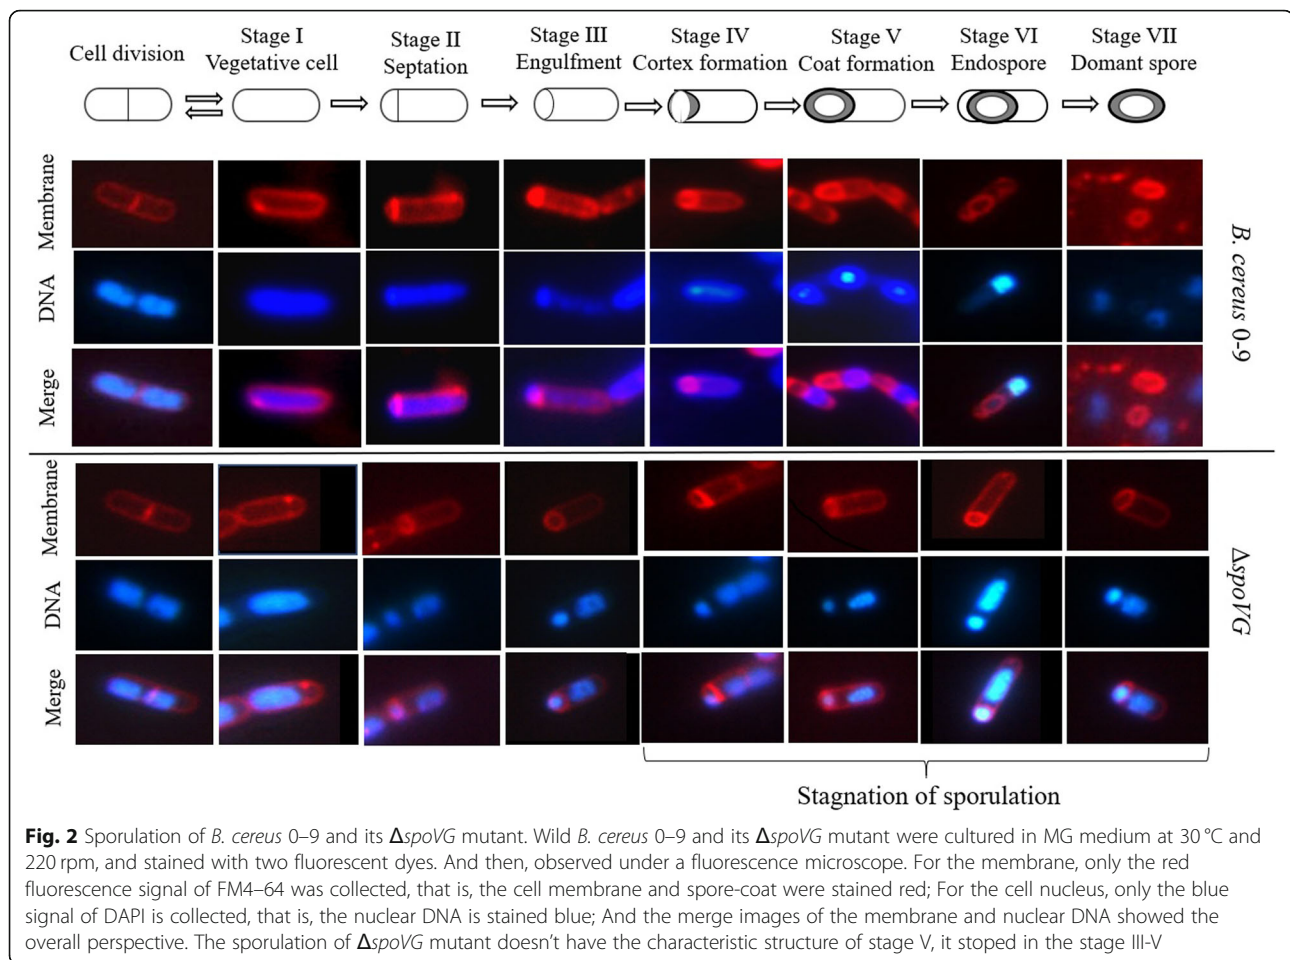 Cell division
Stage I
Vegetative cell
Stage II
Septation
Stage III
Engulfment
Stage IV
Cortex formation
Stage V
Coat formation
Stage VI
Endospore
Stage VII
Domant spore
Membrane
DNA
Merge
B. cereus 0-9
Membrane
DNA
Merge
ΔspoVG
Stagnation of sporulation
Fig. 2 Sporulation of B. cereus 0–9 and its ΔspoVG mutant. Wild B. cereus 0–9 and its ΔspoVG mutant were cultured in MG medium at 30 °C and
220 rpm, and stained with two fluorescent dyes. And then, observed under a fluorescence microscope. For the membrane, only the red
fluorescence signal of FM4–64 was collected, that is, the cell membrane and spore-coat were stained red; For the cell nucleus, only the blue
signal of DAPI is collected, that is, the nuclear DNA is stained blue; And the merge images of the membrane and nuclear DNA showed the
overall perspective. The sporulation of ΔspoVG mutant doesn't have the characteristic structure of stage V, it stoped in the stage III-V